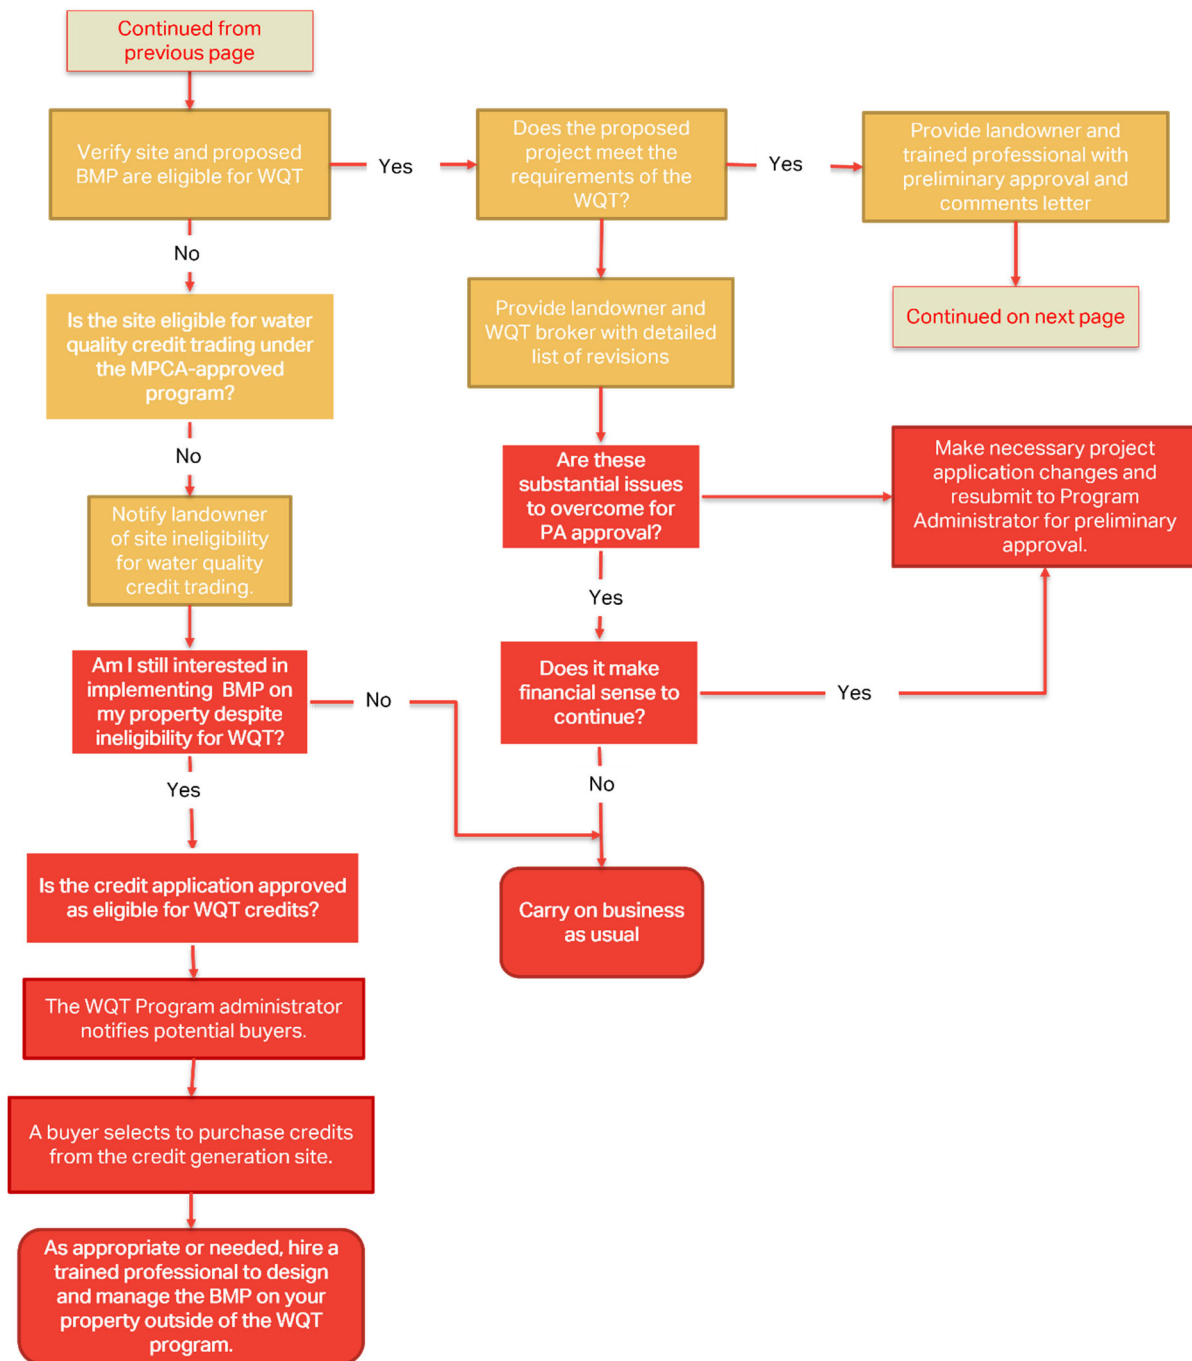 Continued from
previous page
Verify site and proposed
BMP are eligible for WQT
Yes
Does the proposed
project meet the
requirements of the
WQT?
Yes
Provide landowner and
trained professional with
preliminary approval and
comments letter
No
Is the site eligible for water
quality credit trading under
the MPCA-approved
program?
Provide landowner and
WQT broker with detailed
list of revisions
Continued on next page
No
Notify landowner
of site ineligibility
for water quality
credit trading.
Are these
substantial issues
to overcome for
PA approval?
Make necessary project
application changes and
resubmit to Program
Administrator for preliminary
approval.
Yes
Am I still interested in
implementing BMP on
my property despite
ineligibility for WQT?
No
Does it make
financial sense to
continue?
Yes
Yes
No
Is the credit application approved
as eligible for WQT credits?
Carry on business
as usual
The WQT Program administrator
notifies potential buyers.
A buyer selects to purchase credits
from the credit generation site.
As appropriate or needed, hire a
trained professional to design
and manage the BMP on your
property outside of the WQT
program.